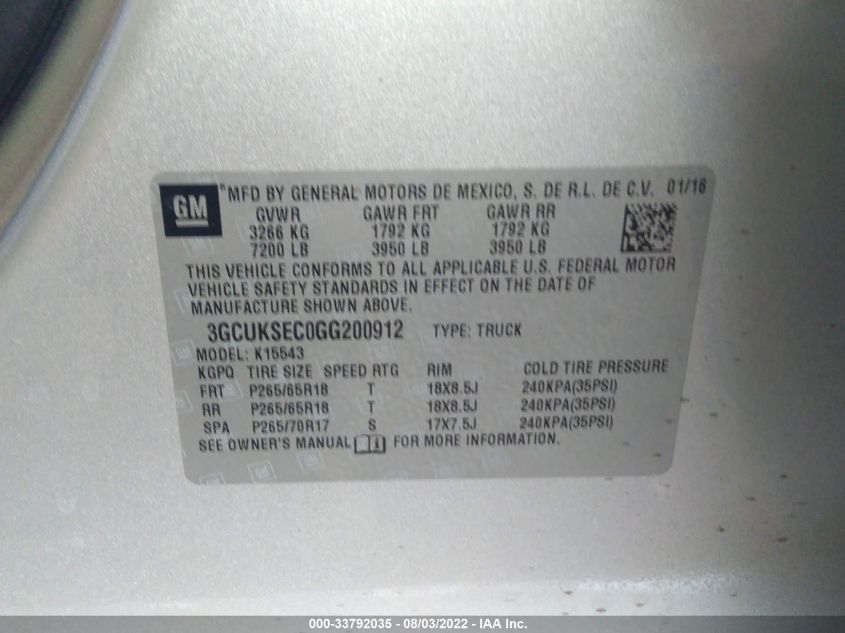 GM ®MFD BY GENERAL MOTORS DE MEXICO, S. DE R.L. DE C.V. 01/16
GVWR GAWR FRT GAWR RR
3266 KG 1792 KG 1792 KG
7200 LB 3950 LB 3950 LB
THIS VEHICLE CONFORMS TO ALL APPLICABLE U.S. FEDERAL MOTOR
VEHICLE SAFETY STANDARDS IN EFFECT ON THE DATE OF
MANUFACTURE SHOWN ABOVE.
3GCUKSEC0GG200912 TYPE: TRUCK
MODEL: K15543
KGPQ TIRE SIZE SPEED RTG RIM COLD TIRE PRESSURE
FRT P265/65R18 T 18X8.5J 240KPA(35PSI)
RR P265/65R18 T 18X8.5J 240KPA(35PSI)
SPA P265/70R17 S 17X7.5J 240KPA(35PSI)
SEE OWNER'S MANUAL FOR MORE INFORMATION.
000-33792035 - 08/03/2022 - IAA Inc.